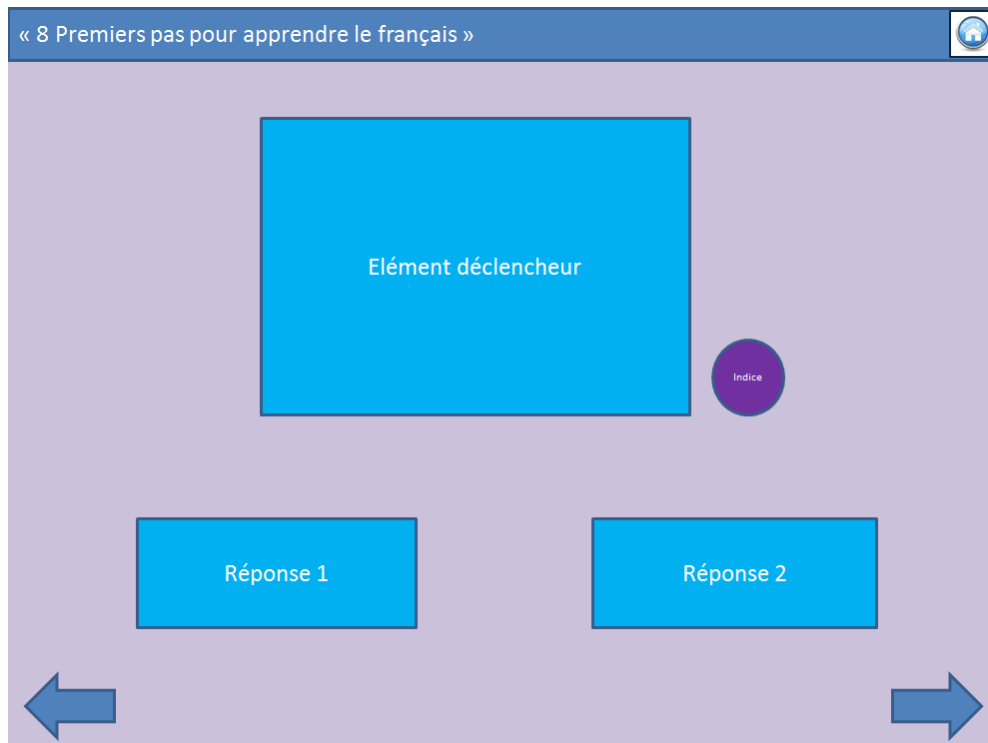 « 8 Premiers pas pour apprendre le français »
Elément déclencheur
Indice
Réponse 1
Réponse 2